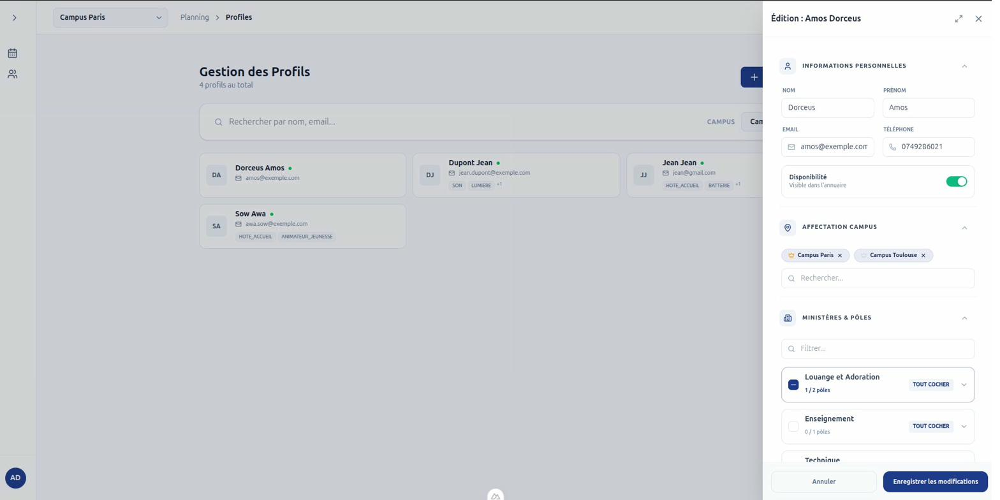 Campus Paris
Planning
Profiles
Gestion des Profils
4 profils au total
Rechercher par nom, email...
CAMPUS
DA
Dorceus Amos
amos@exemple.com
DJ
Dupont Jean
jean.dupont@exemple.com
SON LUMIERE +1
JJ
Jean Jean
jean@gmail.com
HOTE_ACCUEIL BATTERIE +1
SA
Sow Awa
awa.sow@exemple.com
HOTE_ACCUEIL ANIMATEUR_JEUNESSE
AD
Édition : Amos Dorceus
INFORMATIONS PERSONNELLES
NOM PRÉNOM
Dorceus Amos
EMAIL TÉLÉPHONE
amos@exemple.com 0749286021
Disponibilité
Visible dans l'annuaire
AFFECTATION CAMPUS
Campus Paris Campus Toulouse
Rechercher...
MINISTÈRES & PÔLES
Filtrer...
Louange et Adoration
1 / 2 pôles
TOUT COCHER
Enseignement
0 / 1 pôles
TOUT COCHER
Technique
Annuler Enregistrer les modifications